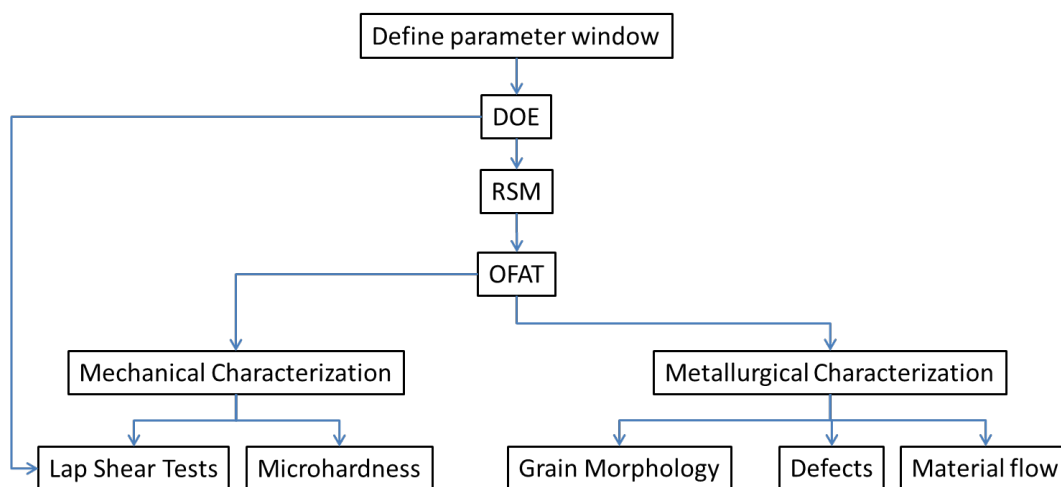 Define parameter window
DOE
RSM
OFAT
Mechanical Characterization
Metallurgical Characterization
Lap Shear Tests
Microhardness
Grain Morphology
Defects
Material flow